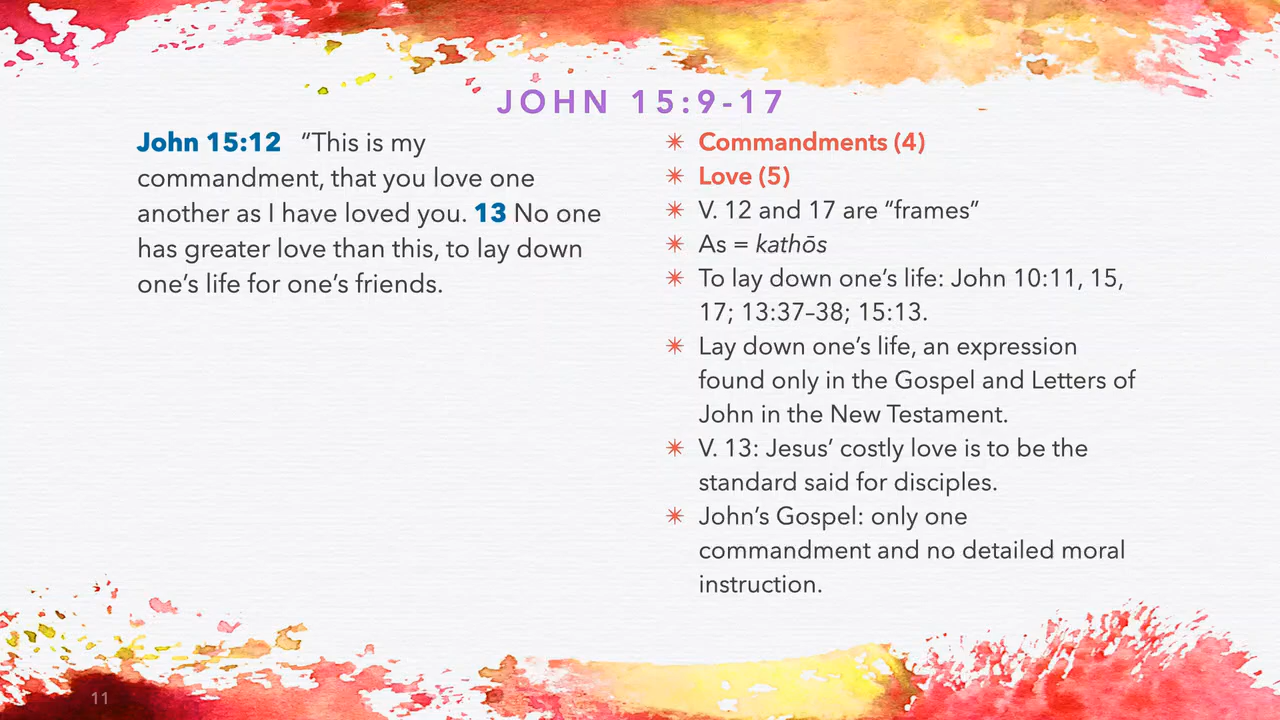 JOHN 15:9-17
John 15:12 “This is my
commandment, that you love one
another as I have loved you. 13 No one
has greater love than this, to lay down
one’s life for one’s friends.
✴ Commandments (4)
✴ Love (5)
✴ V. 12 and 17 are “frames”
✴ As = kathōs
✴ To lay down one’s life: John 10:11, 15,
17; 13:37–38; 15:13.
✴ Lay down one’s life, an expression
found only in the Gospel and Letters of
John in the New Testament.
✴ V. 13: Jesus’ costly love is to be the
standard said for disciples.
✴ John’s Gospel: only one
commandment and no detailed moral
instruction.
11